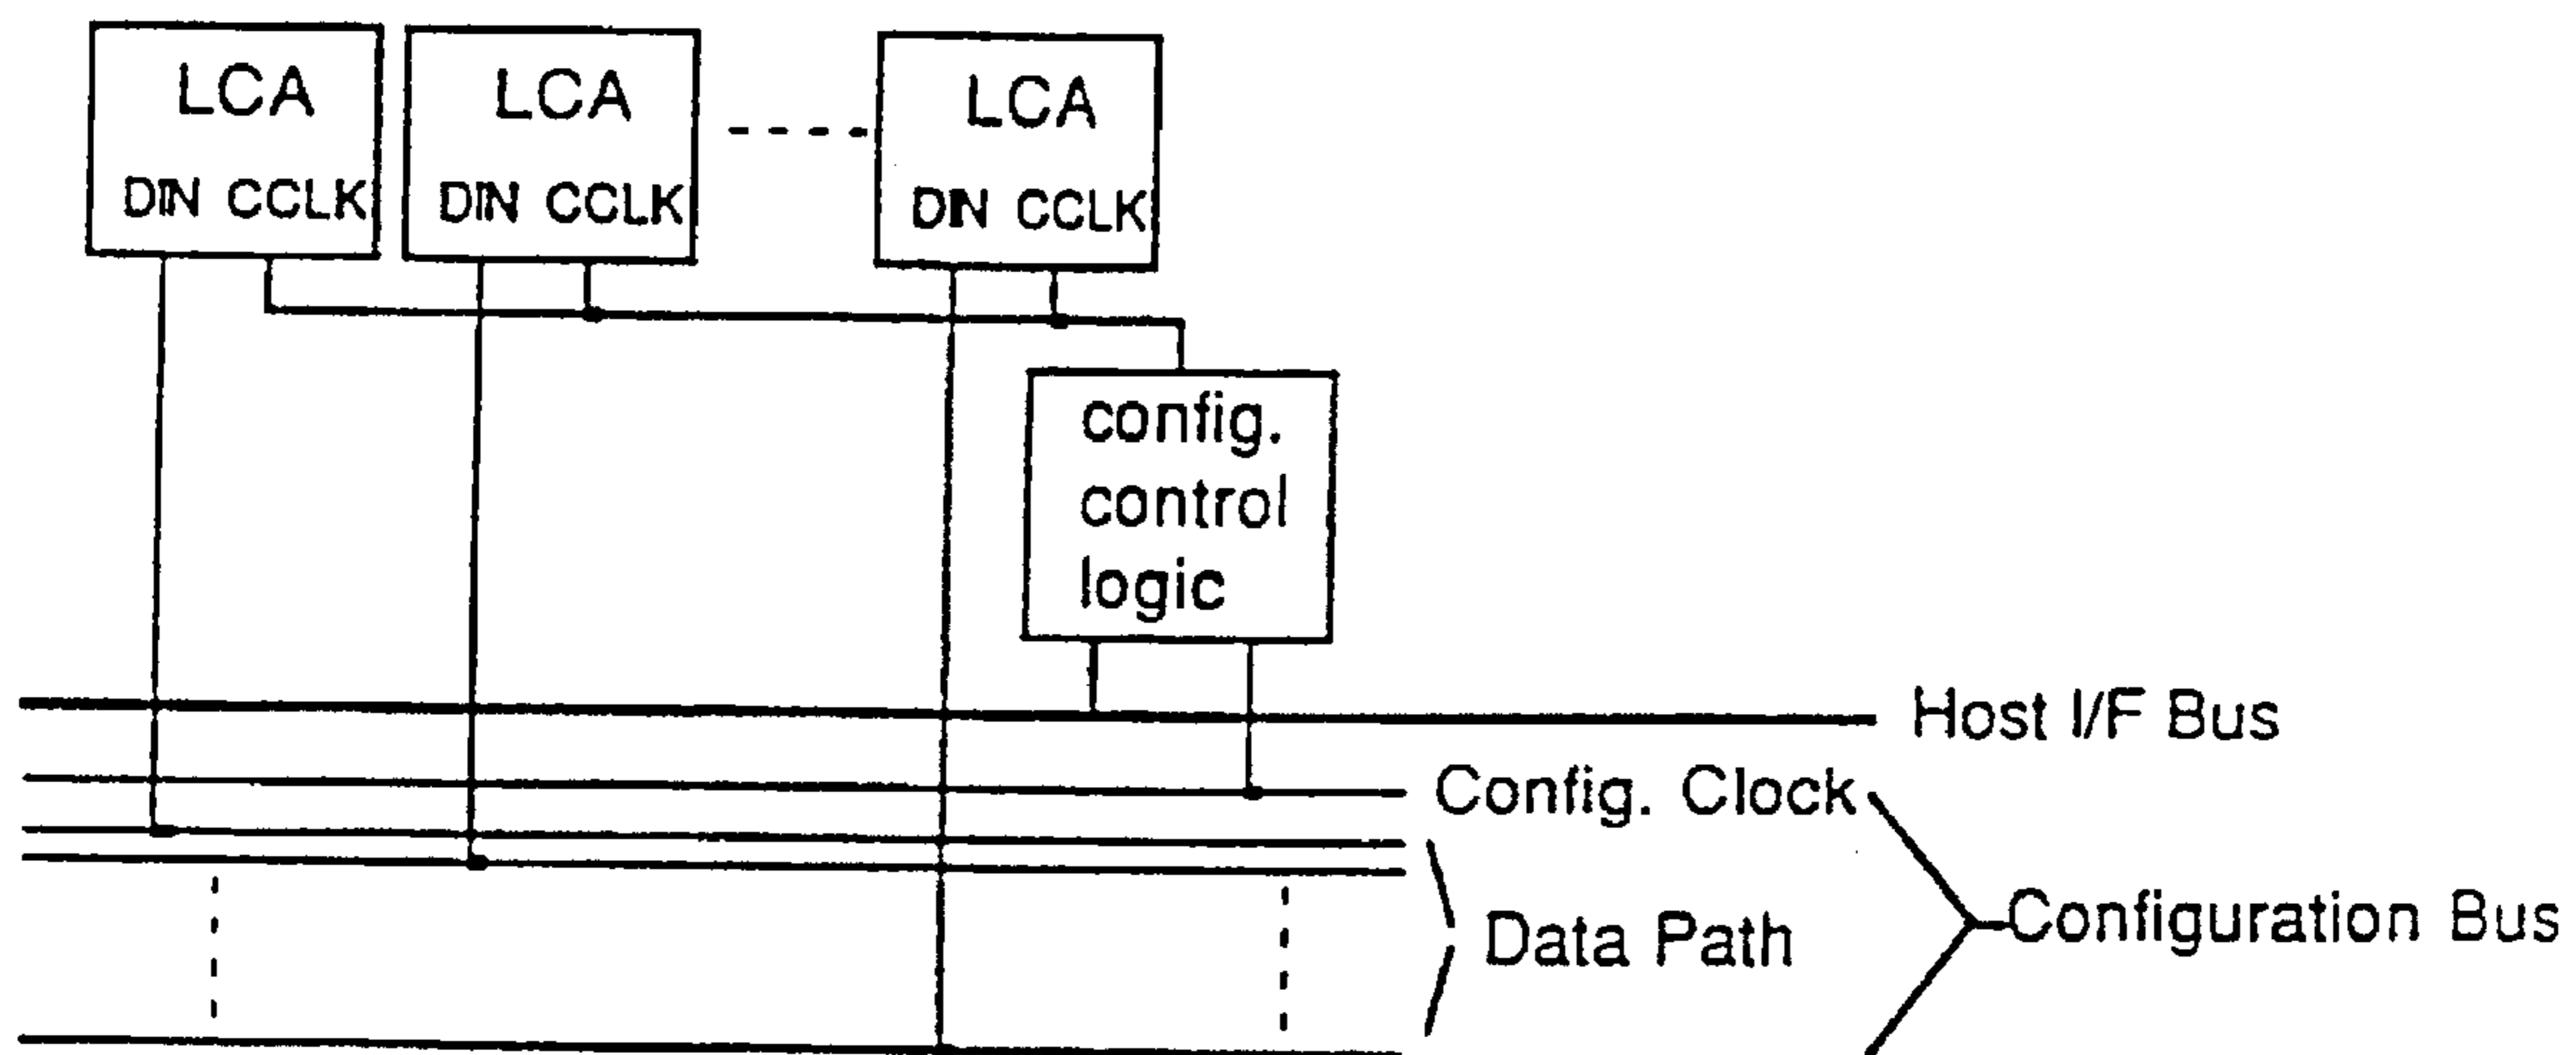 LCA
DIN CCLK
LCA
DIN CCLK
LCA
DIN CCLK
config.
control
logic
Host I/F Bus
Config. Clock
Data Path
Configuration Bus